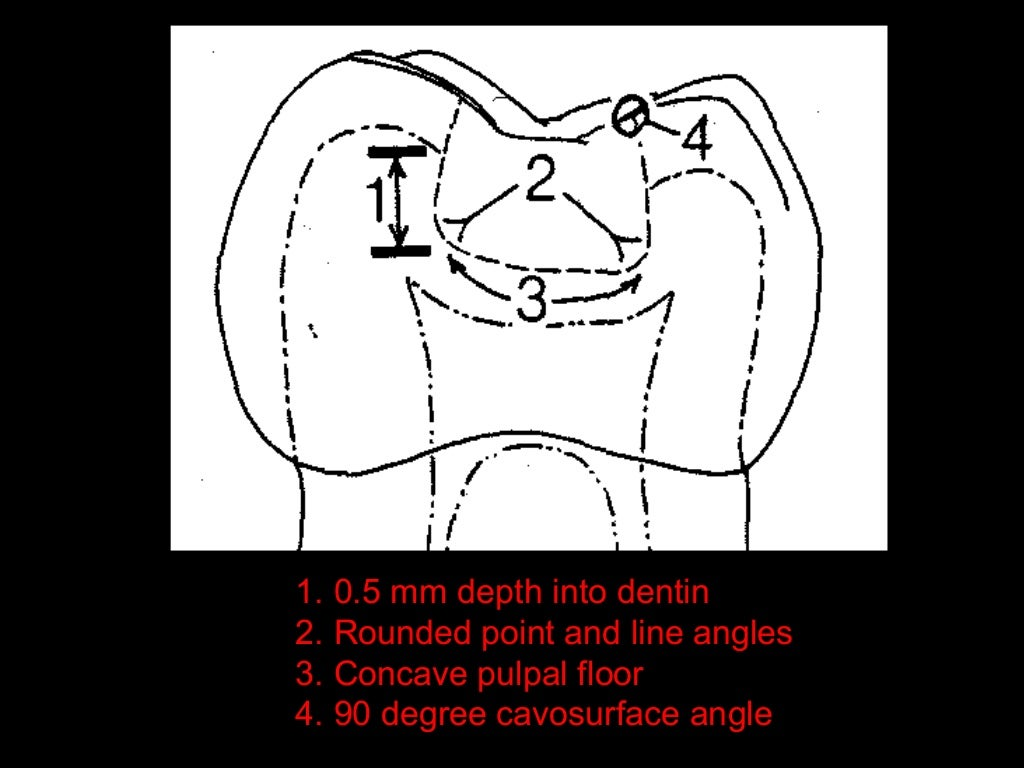 4
2
1
3
1. 0.5 mm depth into dentin
2. Rounded point and line angles
3. Concave pulpal floor
4. 90 degree cavosurface angle